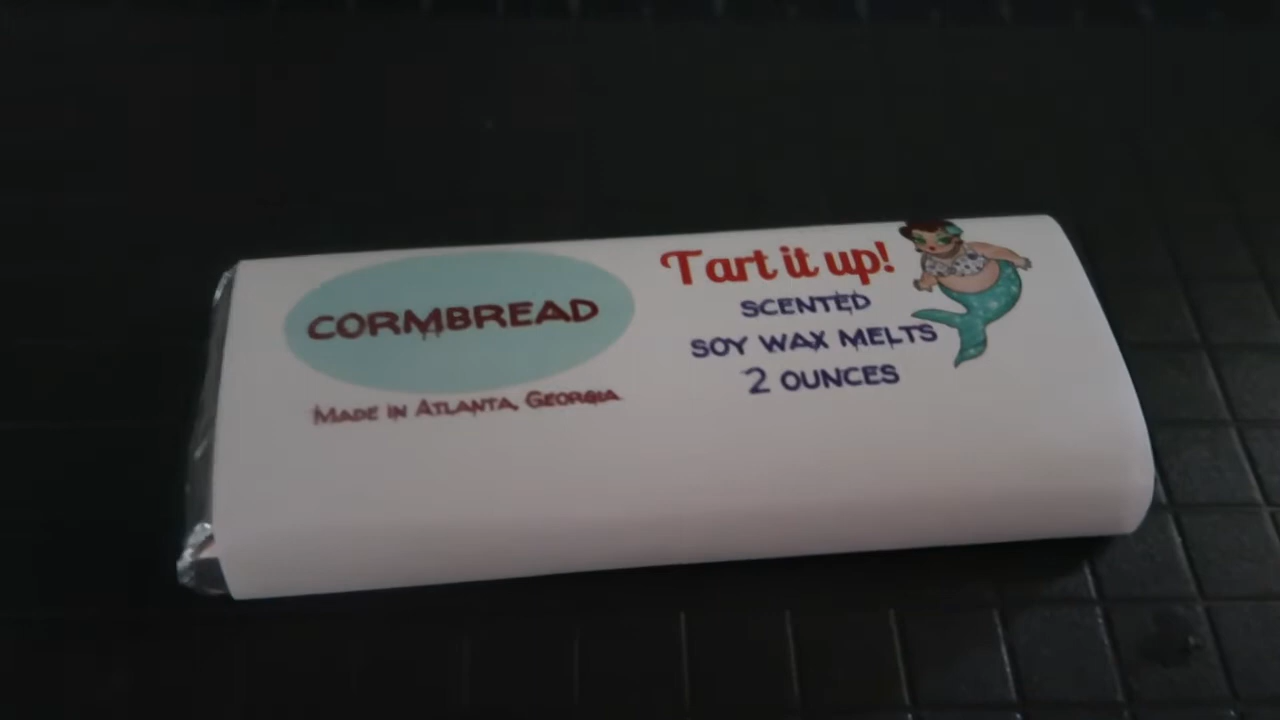 CORMBREAD
MADE IN ATLANTA, GEORGIA
Tart it up!
SCENTED
SOY WAX MELTS
2 OUNCES